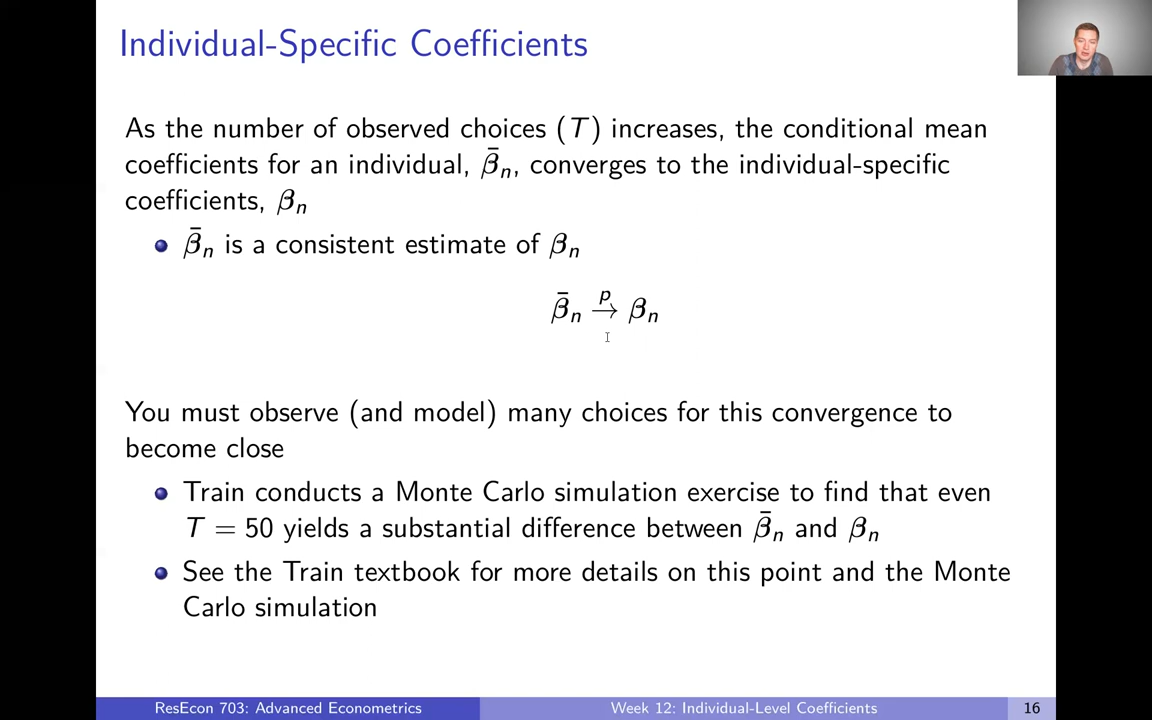 Individual-Specific Coefficients
As the number of observed choices (T) increases, the conditional mean
coefficients for an individual, β̄ₙ, converges to the individual-specific
coefficients, βₙ
β̄ₙ is a consistent estimate of βₙ
β̄ₙ →ᵖ βₙ
You must observe (and model) many choices for this convergence to
become close
Train conducts a Monte Carlo simulation exercise to find that even
T = 50 yields a substantial difference between β̄ₙ and βₙ
See the Train textbook for more details on this point and the Monte
Carlo simulation
ResEcon 703: Advanced Econometrics
Week 12: Individual-Level Coefficients
16